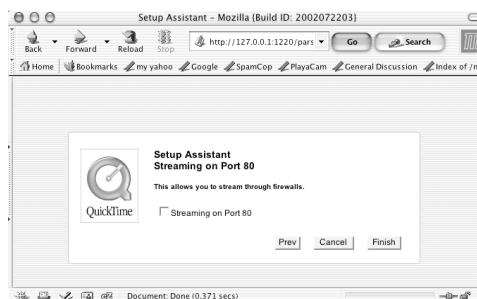 Setup Assistant – Mozilla {Build ID: 2002072203}
Back Forward Reload Stop http://127.0.0.1:1220/pars Go Search
Home Bookmarks my yahoo Google SpamCop PlayaCam General Discussion Index of /n
Setup Assistant
Streaming on Port 80
This allows you to stream through firewalls.
QuickTime
Streaming on Port 80
Prev Cancel Finish
Document: Done (0.371 secs)